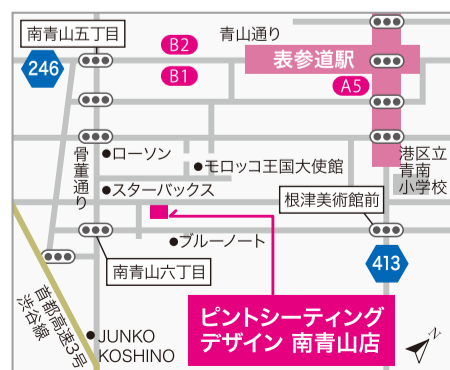 南青山五丁目
青山通り
B2
246
B1
表参道駅
A5
骨董通り
ローソン
モロッコ王国大使館
港区立
青南
小学校
スターバックス
根津美術館前
ブルーノート
南青山六丁目
413
首都高速3号
渋谷線
ピントシーティング
デザイン 南青山店
JUNKO
KOSHINO
N